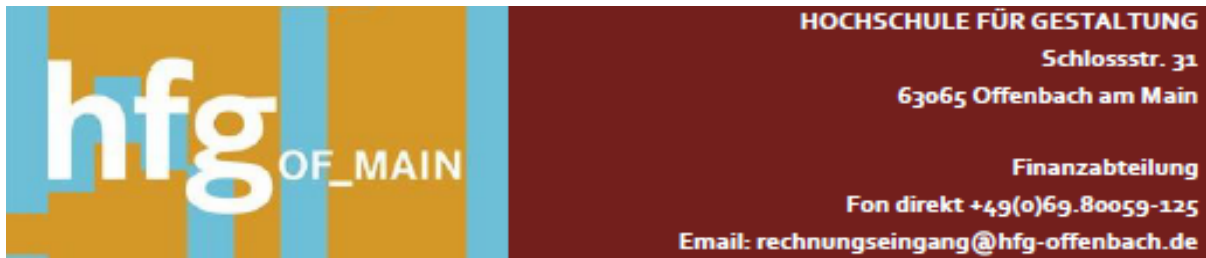 hfg OF_MAIN
HOCHSCHULE FÜR GESTALTUNG
Schlossstr. 31
63065 Offenbach am Main
Finanzabteilung
Fon direkt +49(0)69.80059-125
Email: rechnungseingang@hfg-offenbach.de